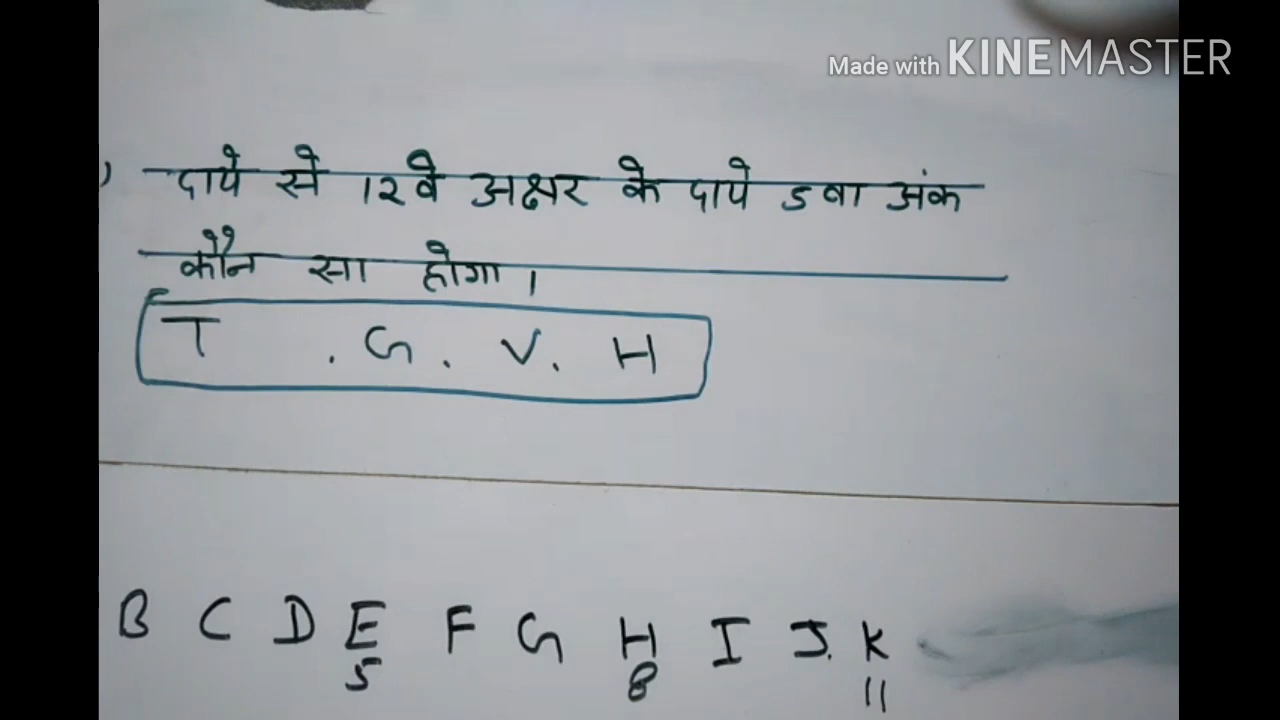 Made with KINEMASTER
) दाये से 12वे अक्षर के दाये 5वा अंक
कौन सा होगा।
T . G. V. H
B C D E F G H I J. K
5 8 11